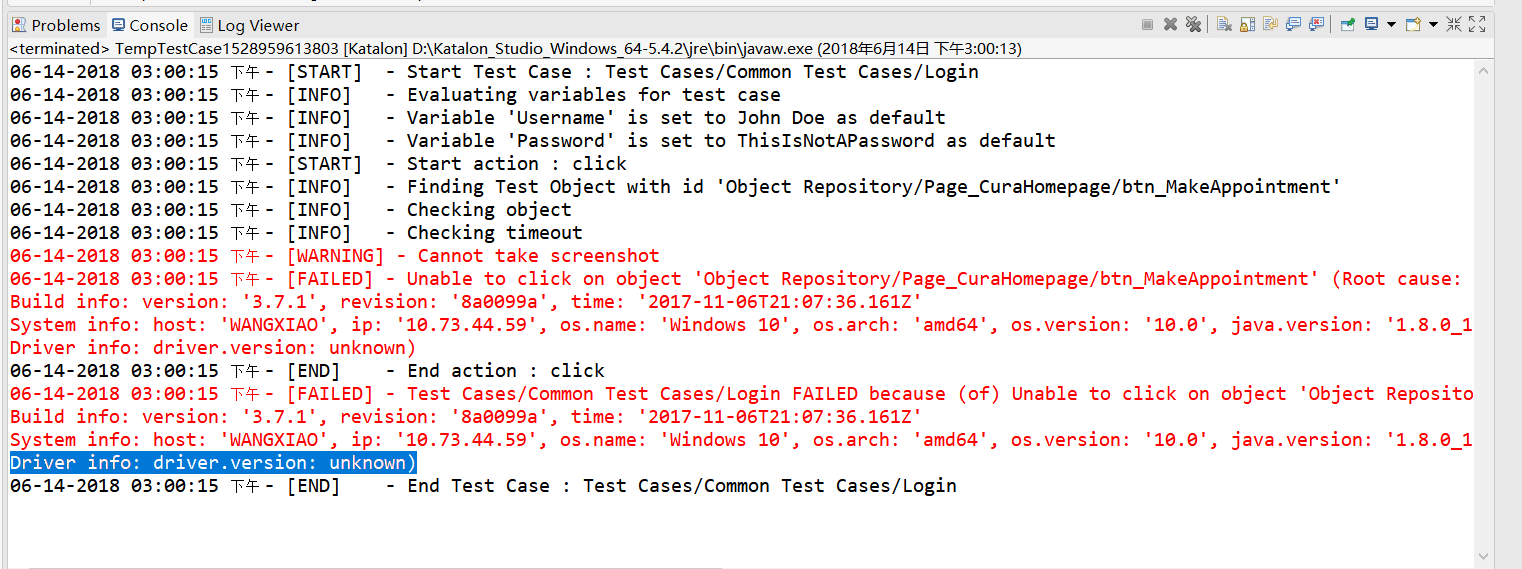 Problems Console Log Viewer
<terminated> TempTestCase1528959613803 [Katalon] D:\Katalon_Studio_Windows_64-5.4.2\jre\bin\javaw.exe (2018年6月14日 下午3:00:13)
06-14-2018 03:00:15 下午 - [START]  - Start Test Case : Test Cases/Common Test Cases/Login
06-14-2018 03:00:15 下午 - [INFO]   - Evaluating variables for test case
06-14-2018 03:00:15 下午 - [INFO]   - Variable 'Username' is set to John Doe as default
06-14-2018 03:00:15 下午 - [INFO]   - Variable 'Password' is set to ThisIsNotAPassword as default
06-14-2018 03:00:15 下午 - [START]  - Start action : click
06-14-2018 03:00:15 下午 - [INFO]   - Finding Test Object with id 'Object Repository/Page_CuraHomepage/btn_MakeAppointment'
06-14-2018 03:00:15 下午 - [INFO]   - Checking object
06-14-2018 03:00:15 下午 - [INFO]   - Checking timeout
06-14-2018 03:00:15 下午 - [WARNING] - Cannot take screenshot
06-14-2018 03:00:15 下午 - [FAILED] - Unable to click on object 'Object Repository/Page_CuraHomepage/btn_MakeAppointment' (Root cause:
Build info: version: '3.7.1', revision: '8a0099a', time: '2017-11-06T21:07:36.161Z'
System info: host: 'WANGXIAO', ip: '10.73.44.59', os.name: 'Windows 10', os.arch: 'amd64', os.version: '10.0', java.version: '1.8.0_1
Driver info: driver.version: unknown)
06-14-2018 03:00:15 下午 - [END]    - End action : click
06-14-2018 03:00:15 下午 - [FAILED] - Test Cases/Common Test Cases/Login FAILED because (of) Unable to click on object 'Object Reposito
Build info: version: '3.7.1', revision: '8a0099a', time: '2017-11-06T21:07:36.161Z'
System info: host: 'WANGXIAO', ip: '10.73.44.59', os.name: 'Windows 10', os.arch: 'amd64', os.version: '10.0', java.version: '1.8.0_1
Driver info: driver.version: unknown)
06-14-2018 03:00:15 下午 - [END]    - End Test Case : Test Cases/Common Test Cases/Login